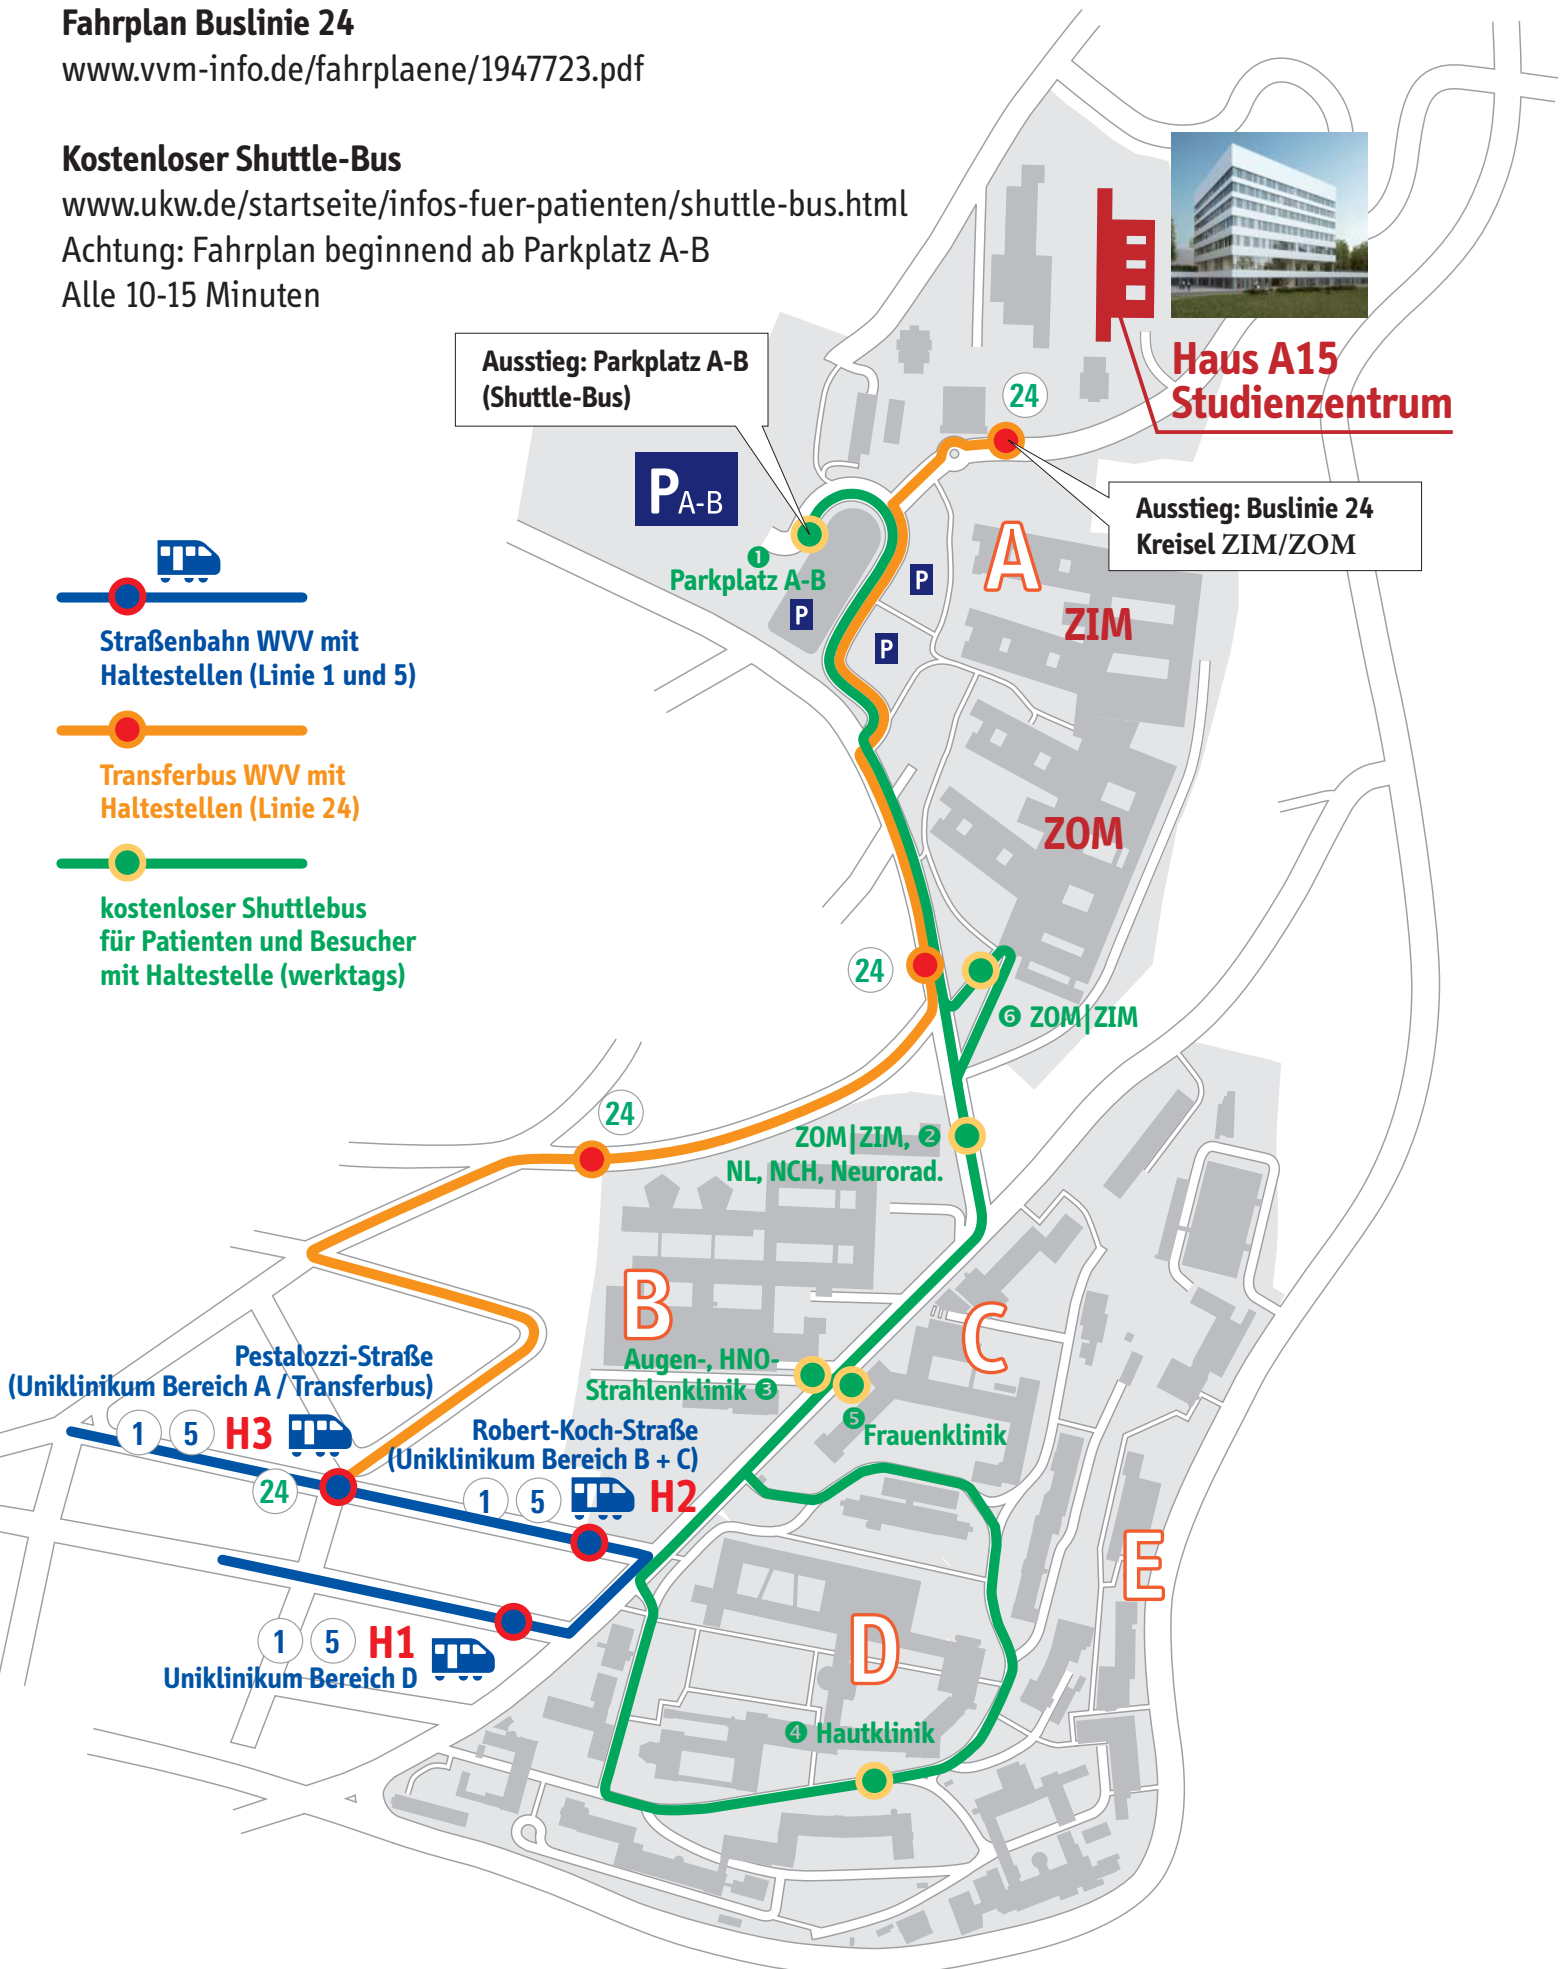 Fahrplan Buslinie 24
www.vvm-info.de/fahrplaene/1947723.pdf
Kostenloser Shuttle-Bus
www.ukw.de/startseite/infos-fuer-patienten/shuttle-bus.html
Achtung: Fahrplan beginnend ab Parkplatz A-B
Alle 10-15 Minuten
Ausstieg: Parkplatz A-B
(Shuttle-Bus)
Haus A15
Studienzentrum
24
P A-B
Ausstieg: Buslinie 24
Kreisel ZIM/ZOM
A
1
Parkplatz A-B
P
P
P
ZIM
Straßenbahn WVV mit
Haltestellen (Linie 1 und 5)
Transferbus WVV mit
Haltestellen (Linie 24)
kostenloser Shuttlebus
für Patienten und Besucher
mit Haltestelle (werktags)
ZOM
24
6 ZOM|ZIM
24
ZOM|ZIM, 2
NL, NCH, Neurorad.
B
C
Augen-, HNO-
Strahlenklinik 3
5
Frauenklinik
Pestalozzi-Straße
(Uniklinikum Bereich A / Transferbus)
1 5 H3
24
Robert-Koch-Straße
(Uniklinikum Bereich B + C)
1 5 H2
E
D
1 5 H1
Uniklinikum Bereich D
4 Hautklinik